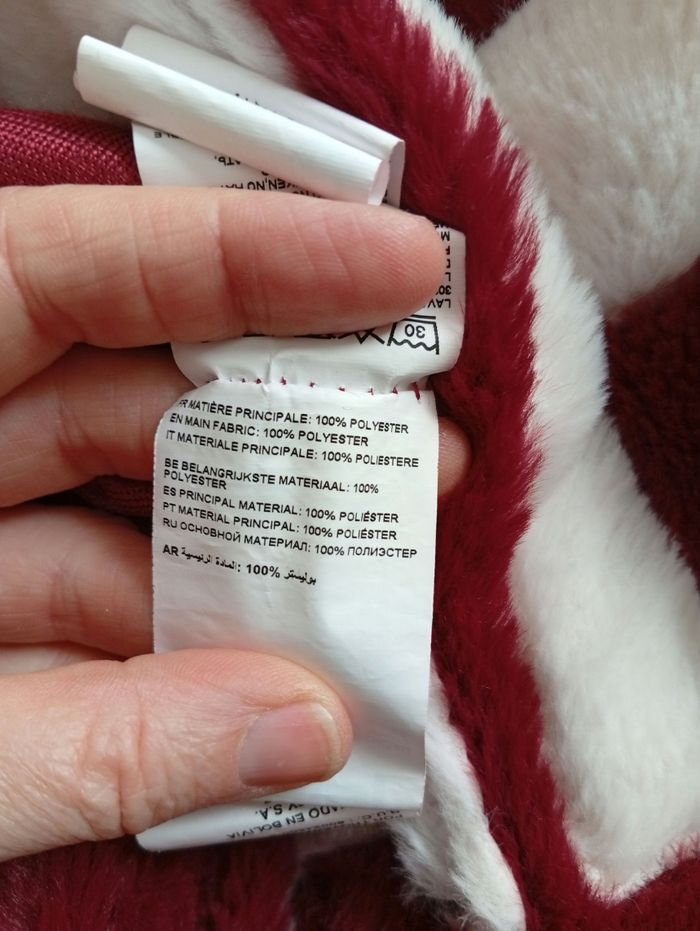 30
FR MATIÈRE PRINCIPALE: 100% POLYESTER
EN MAIN FABRIC: 100% POLYESTER
IT MATERIALE PRINCIPALE: 100% POLIESTERE
BE BELANGRIJKSTE MATERIAAL: 100%
POLYESTER
ES PRINCIPAL MATERIAL: 100% POLIÉSTER
PT MATERIAL PRINCIPAL: 100% POLIÉSTER
RU ОСНОВНОЙ МАТЕРИАЛ: 100% ПОЛИЭСТЕР
AR المادة الرئيسية: 100% بوليستر
S.A.
EN BOLIVIA